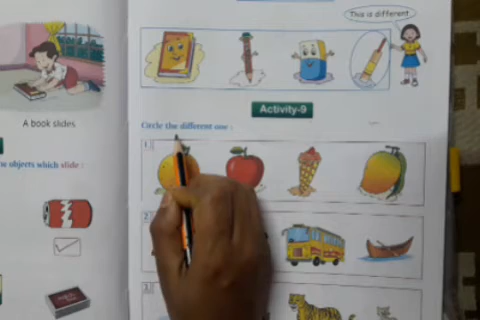 This is different
A book slides
Activity-9
Circle the different one :
objects which slide :
1.
2.
3.